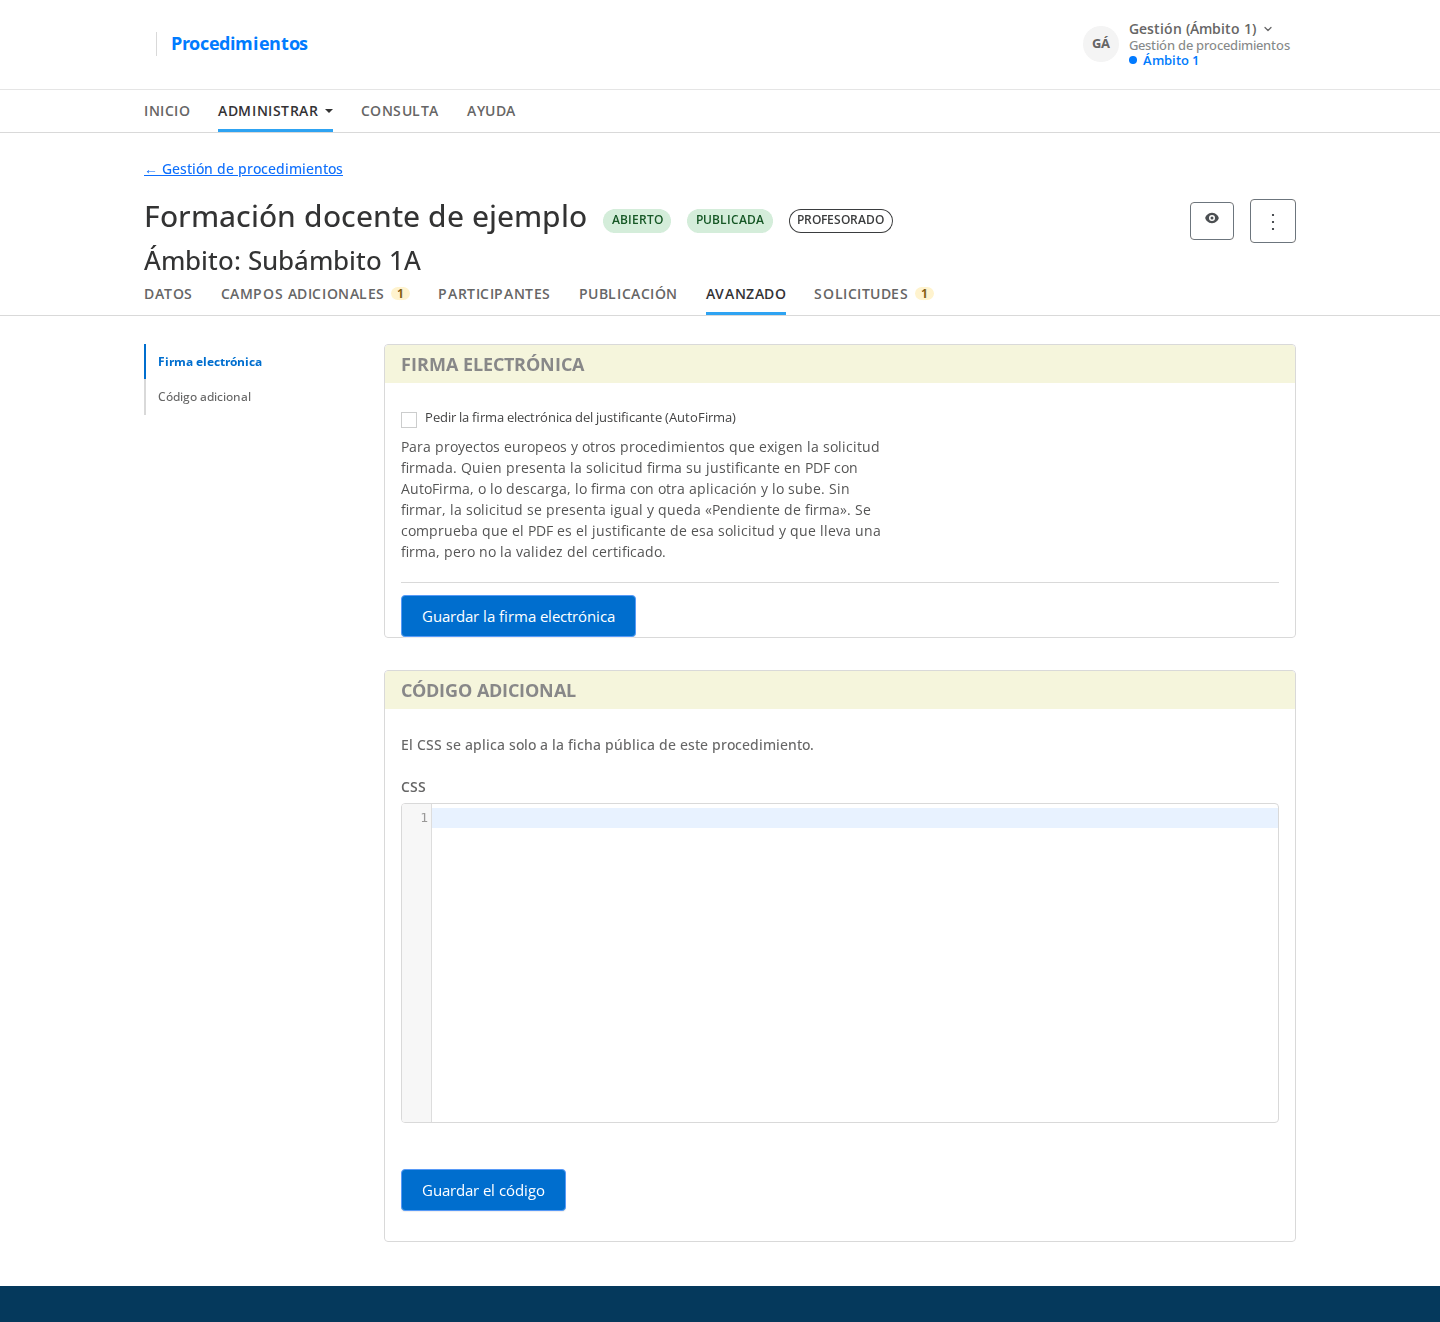 Procedimientos
GÁ
Gestión (Ámbito 1)
Gestión de procedimientos
Ámbito 1
INICIO
ADMINISTRAR
CONSULTA
AYUDA
← Gestión de procedimientos
Formación docente de ejemplo
ABIERTO
PUBLICADA
PROFESORADO
⋮
Ámbito: Subámbito 1A
DATOS
CAMPOS ADICIONALES 1
PARTICIPANTES
PUBLICACIÓN
AVANZADO
SOLICITUDES 1
Firma electrónica
Código adicional
FIRMA ELECTRÓNICA
Pedir la firma electrónica del justificante (AutoFirma)
Para proyectos europeos y otros procedimientos que exigen la solicitud
firmada. Quien presenta la solicitud firma su justificante en PDF con
AutoFirma, o lo descarga, lo firma con otra aplicación y lo sube. Sin
firmar, la solicitud se presenta igual y queda «Pendiente de firma». Se
comprueba que el PDF es el justificante de esa solicitud y que lleva una
firma, pero no la validez del certificado.
Guardar la firma electrónica
CÓDIGO ADICIONAL
El CSS se aplica solo a la ficha pública de este procedimiento.
CSS
1
Guardar el código